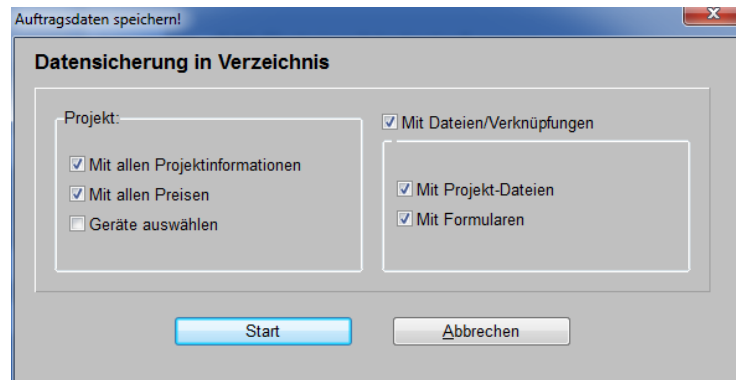 Auftragsdaten speichern!
Datensicherung in Verzeichnis
Projekt:
Mit allen Projektinformationen
Mit allen Preisen
Geräte auswählen
Mit Dateien/Verknüpfungen
Mit Projekt-Dateien
Mit Formularen
Start
Abbrechen